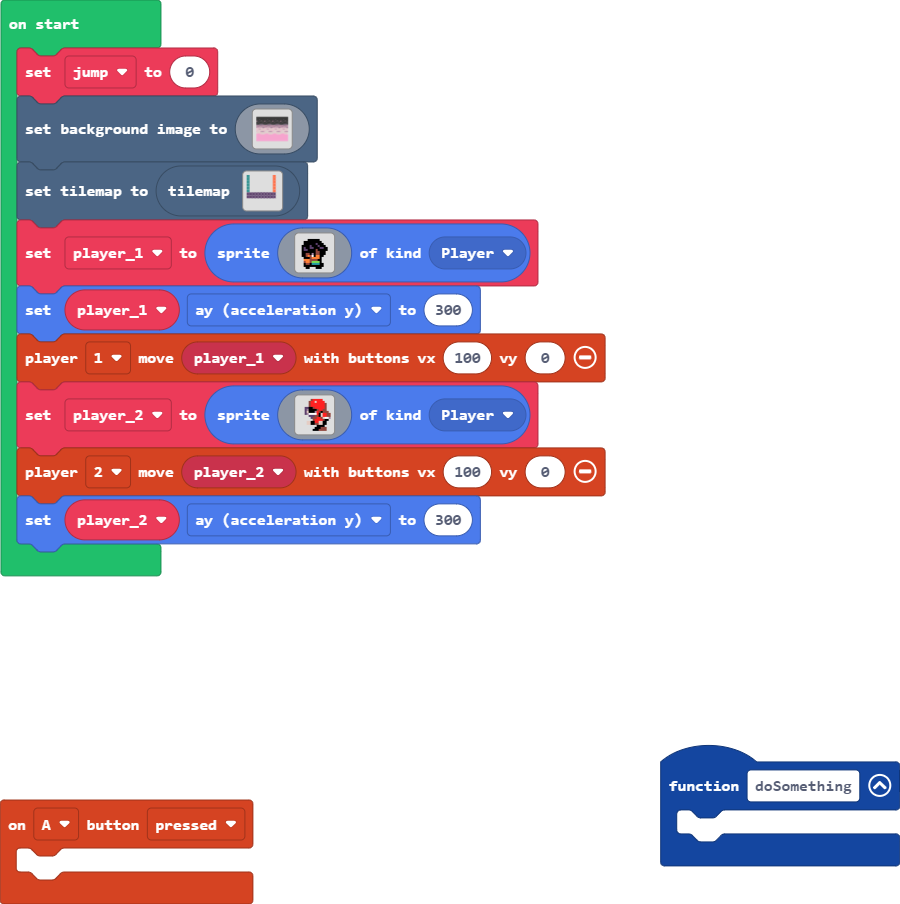 on start
set jump to 0
set background image to
set tilemap to tilemap
set player_1 to sprite of kind Player
set player_1 ay (acceleration y) to 300
player 1 move player_1 with buttons vx 100 vy 0
set player_2 to sprite of kind Player
player 2 move player_2 with buttons vx 100 vy 0
set player_2 ay (acceleration y) to 300
function doSomething
on A button pressed